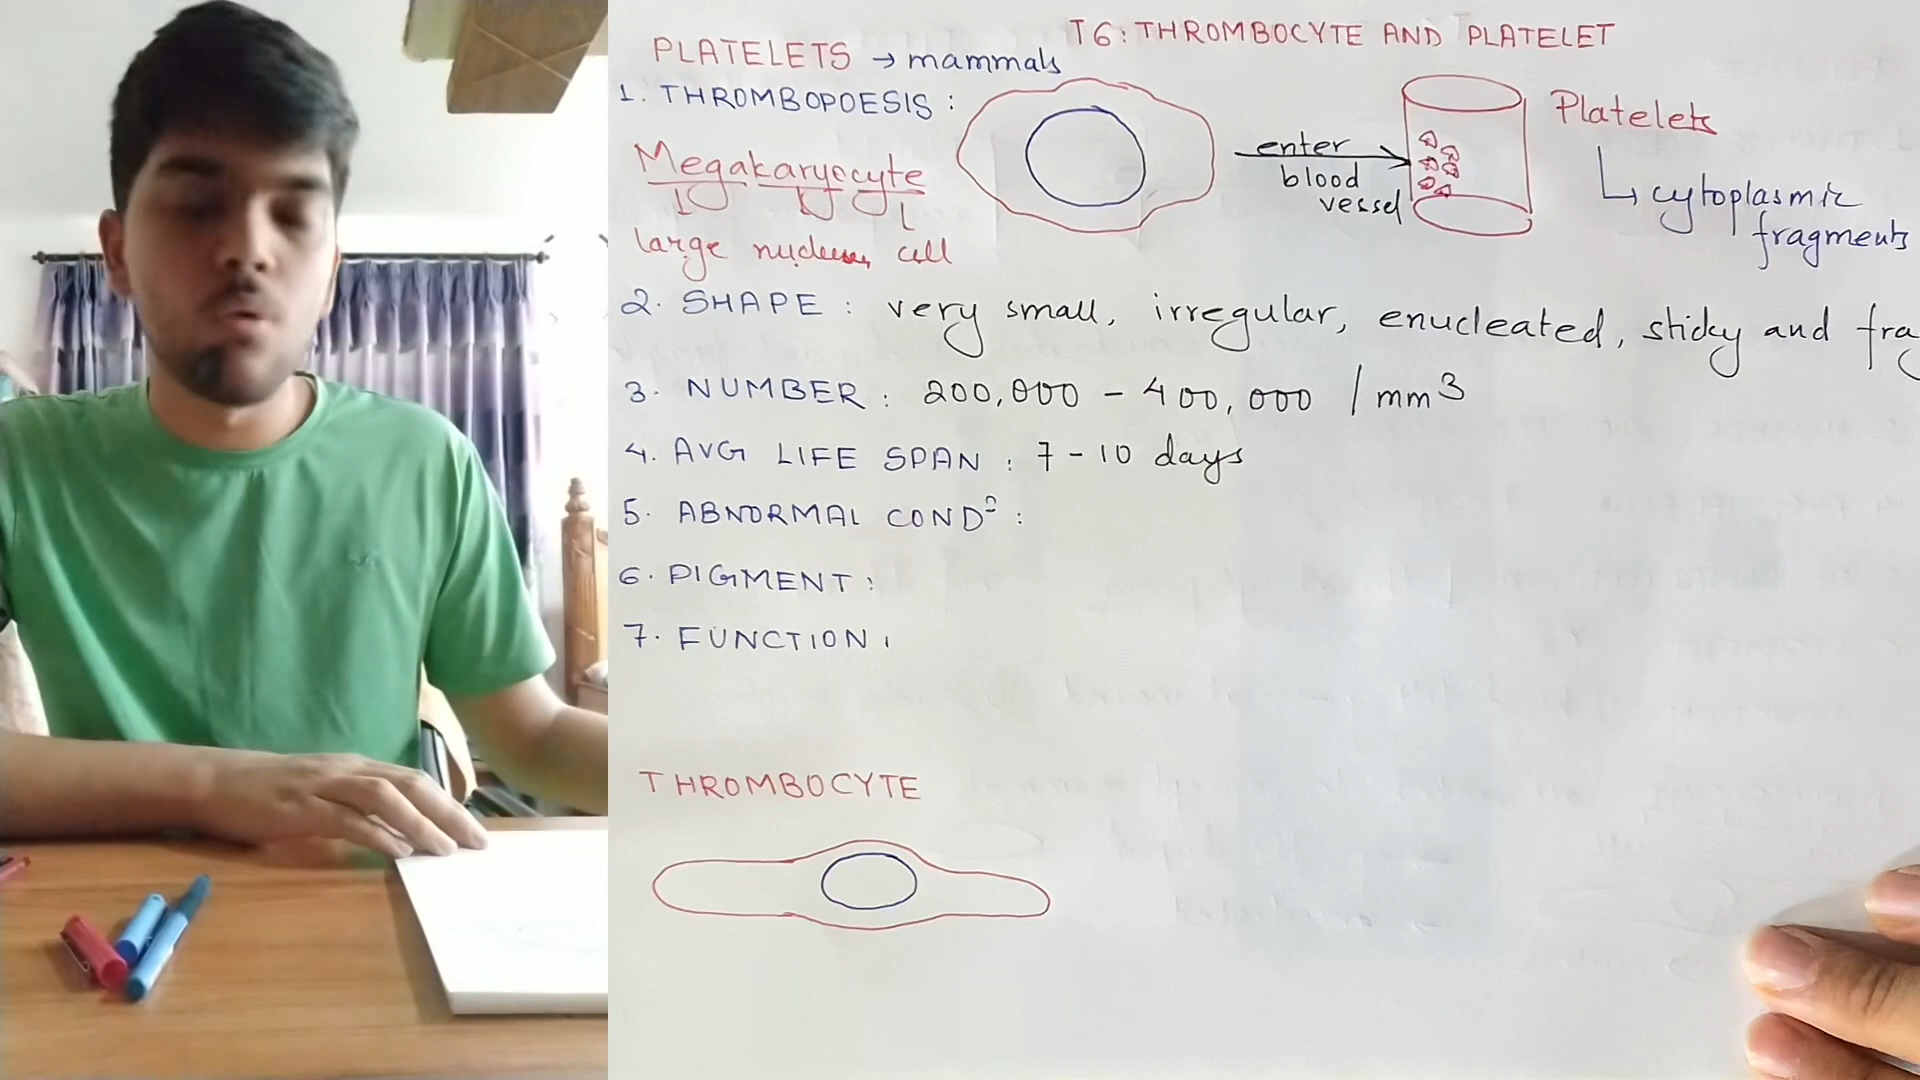 T6: THROMBOCYTE AND PLATELET
PLATELETS → mammals
1. THROMBOPOESIS :
Megakaryocyte
large nucleus, cell
enter
blood
vessel
Platelets
↳ cytoplasmic
fragments
2. SHAPE : very small, irregular, enucleated, sticky and frag
3. NUMBER : 200,000 - 400,000 / mm3
4. AVG LIFE SPAN : 7-10 days
5. ABNORMAL CONDⁿ :
6. PIGMENT :
7. FUNCTION :
THROMBOCYTE